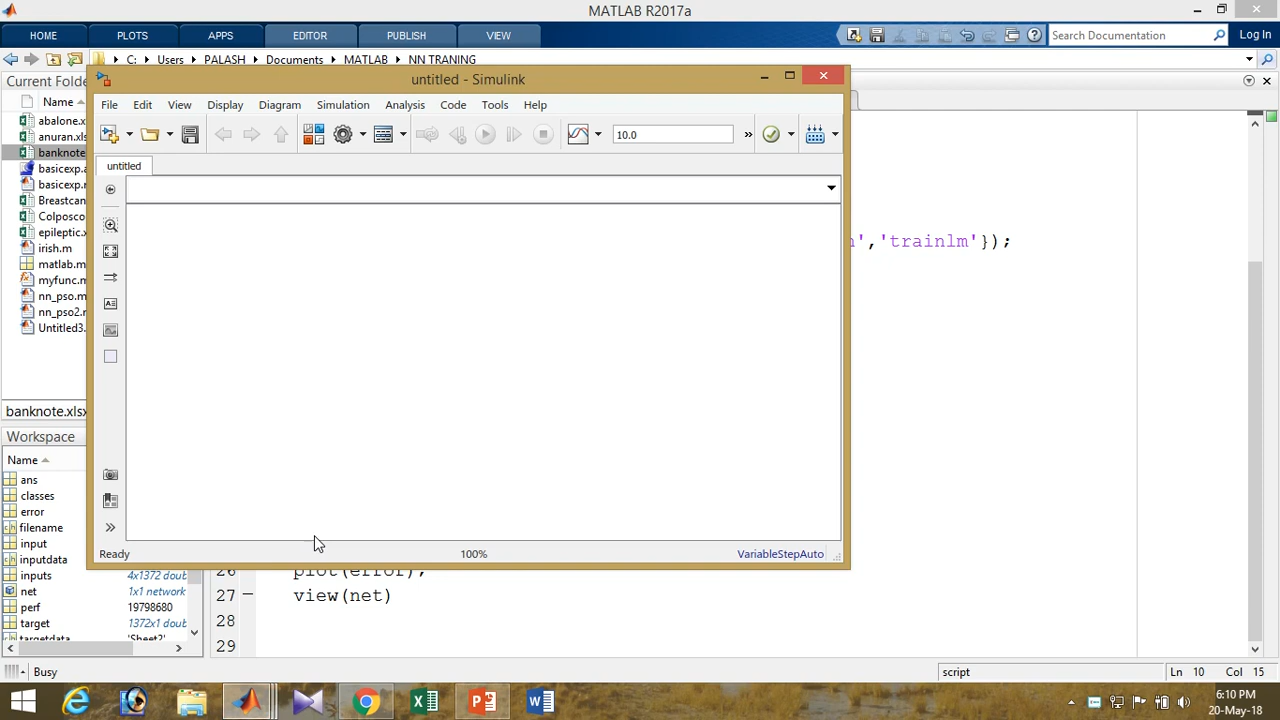 MATLAB R2017a
HOME PLOTS APPS EDITOR PUBLISH VIEW Search Documentation Log In
C: Users PALASH Documents MATLAB NN TRANING
Current Folde
untitled - Simulink
Name
File Edit View Display Diagram Simulation Analysis Code Tools Help
abalone.x
anuran.xls
10.0
banknote
basicexp.a
untitled
basicexp.r
Breastcan
Colposco
epileptic.x
irish.m
','trainlm'});
matlab.m
myfunc.m
nn_pso.m
nn_pso2.r
Untitled3.
banknote.xlsx
Workspace
Name
ans
classes
error
filename
input
Ready 100% VariableStepAuto
inputdata
inputs 4x1372 doub
26 plot(error);
net 1x1 network
27 view(net)
perf 19798680
target 1372x1 doub
28
targetdata 'Sheet2'
29
Busy script Ln 10 Col 15
6:10 PM
20-May-18